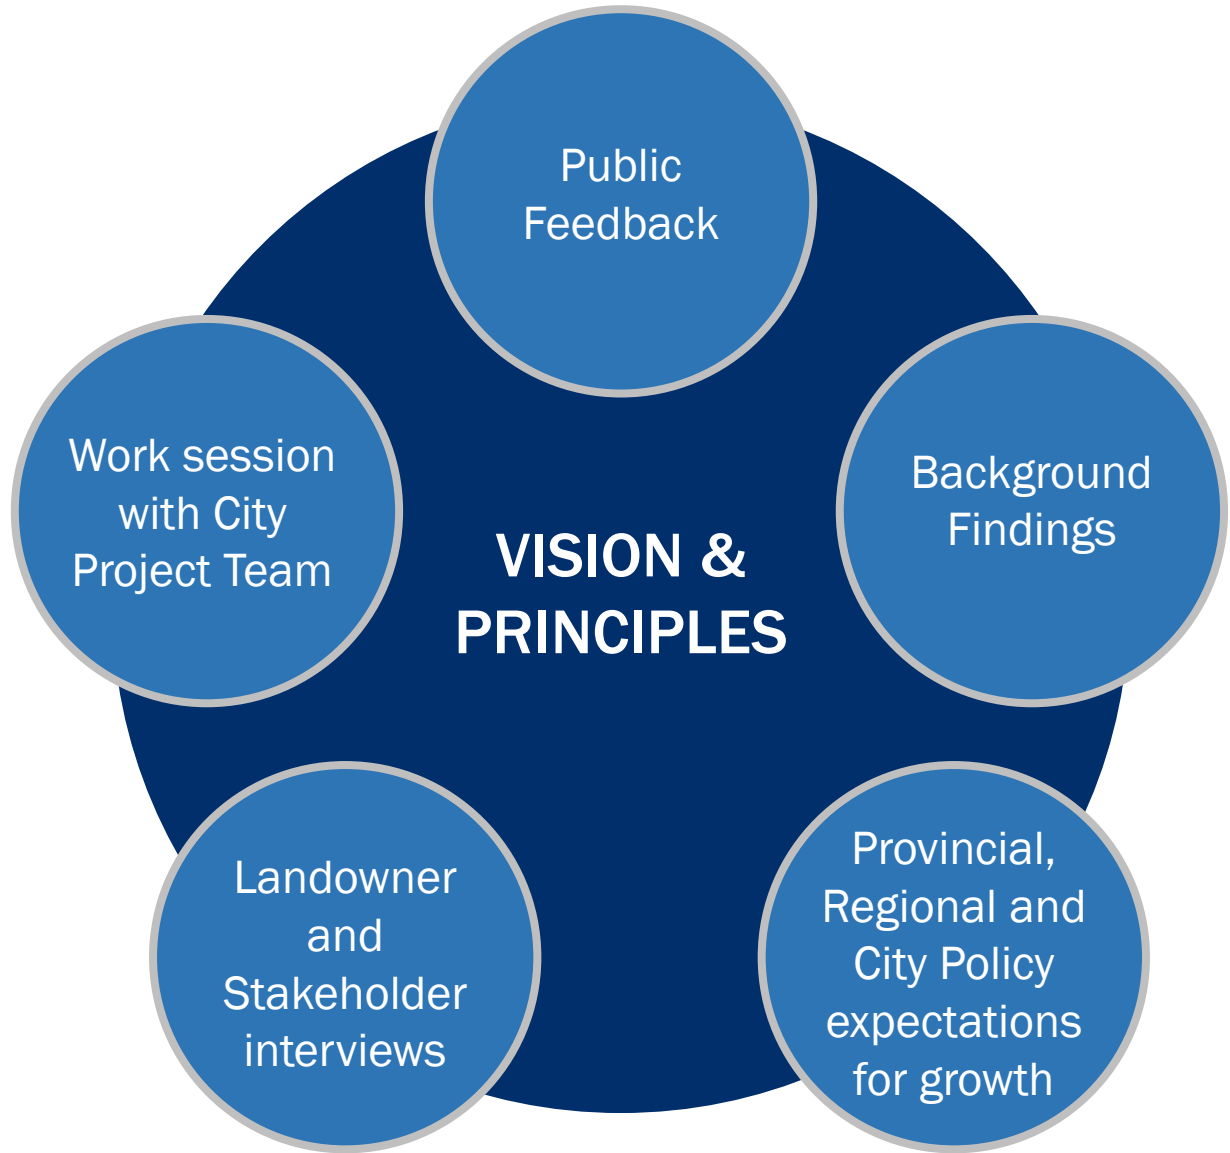 Public
Feedback
Work session
with City
Project Team
Background
Findings
VISION &
PRINCIPLES
Landowner
and
Stakeholder
interviews
Provincial,
Regional and
City Policy
expectations
for growth